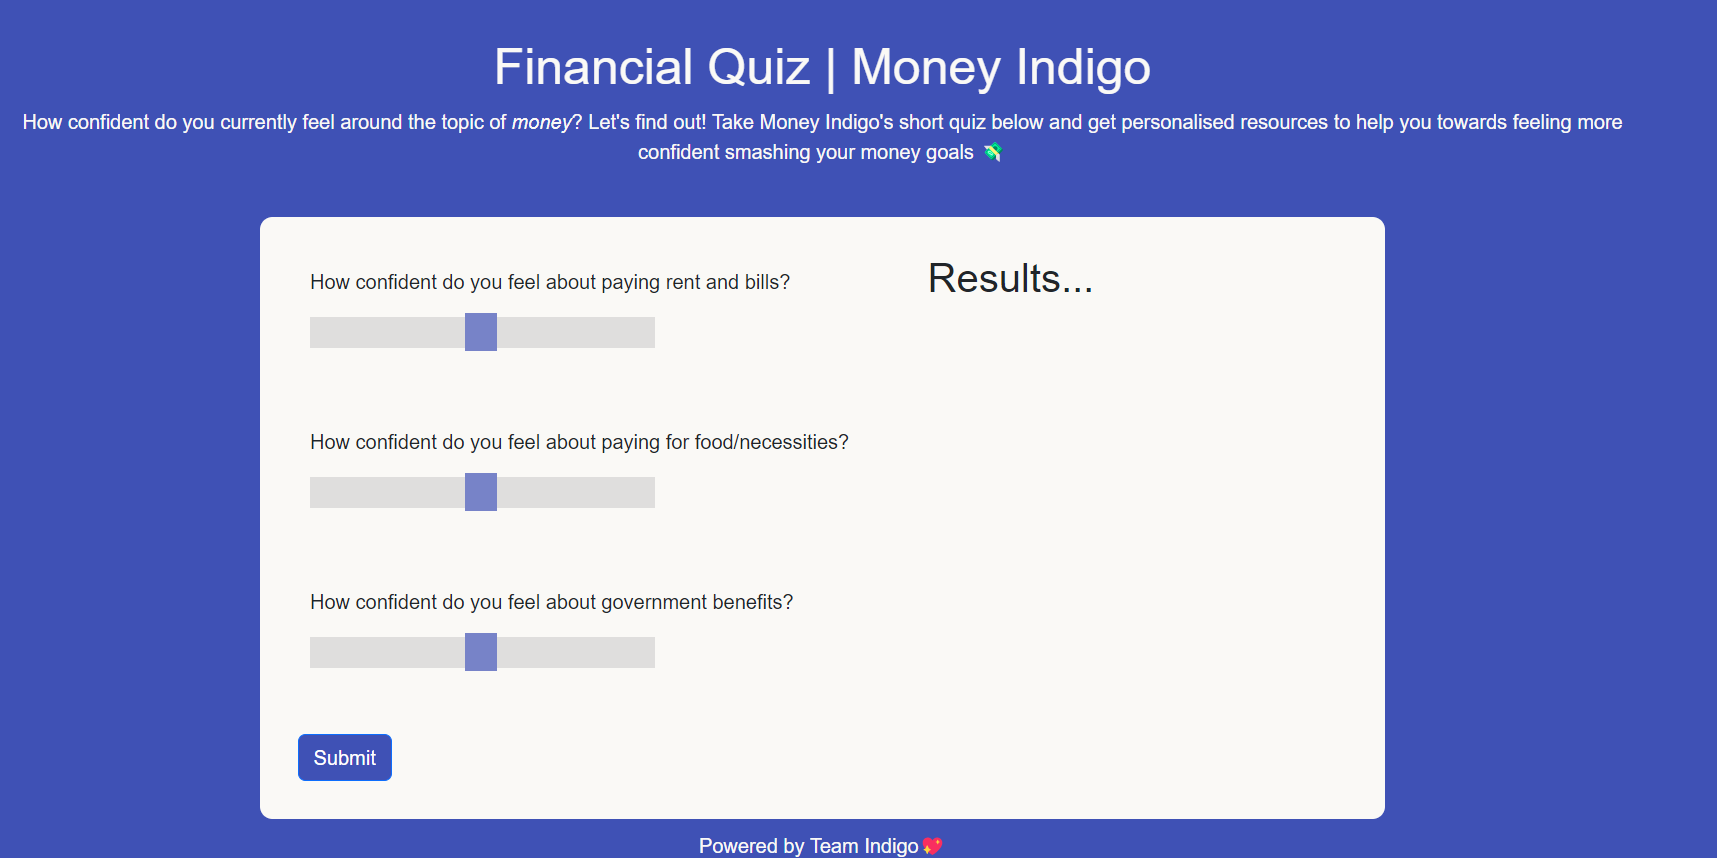 Financial Quiz | Money Indigo
How confident do you currently feel around the topic of money? Let's find out! Take Money Indigo's short quiz below and get personalised resources to help you towards feeling more
confident smashing your money goals 💸
How confident do you feel about paying rent and bills?
How confident do you feel about paying for food/necessities?
How confident do you feel about government benefits?
Submit
Results...
Powered by Team Indigo💖